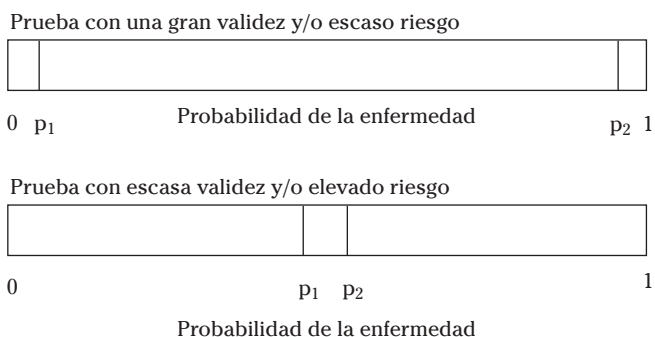 Prueba con una gran validez y/o escaso riesgo
0 p₁ Probabilidad de la enfermedad p₂ 1
Prueba con escasa validez y/o elevado riesgo
0 p₁ p₂ 1
Probabilidad de la enfermedad